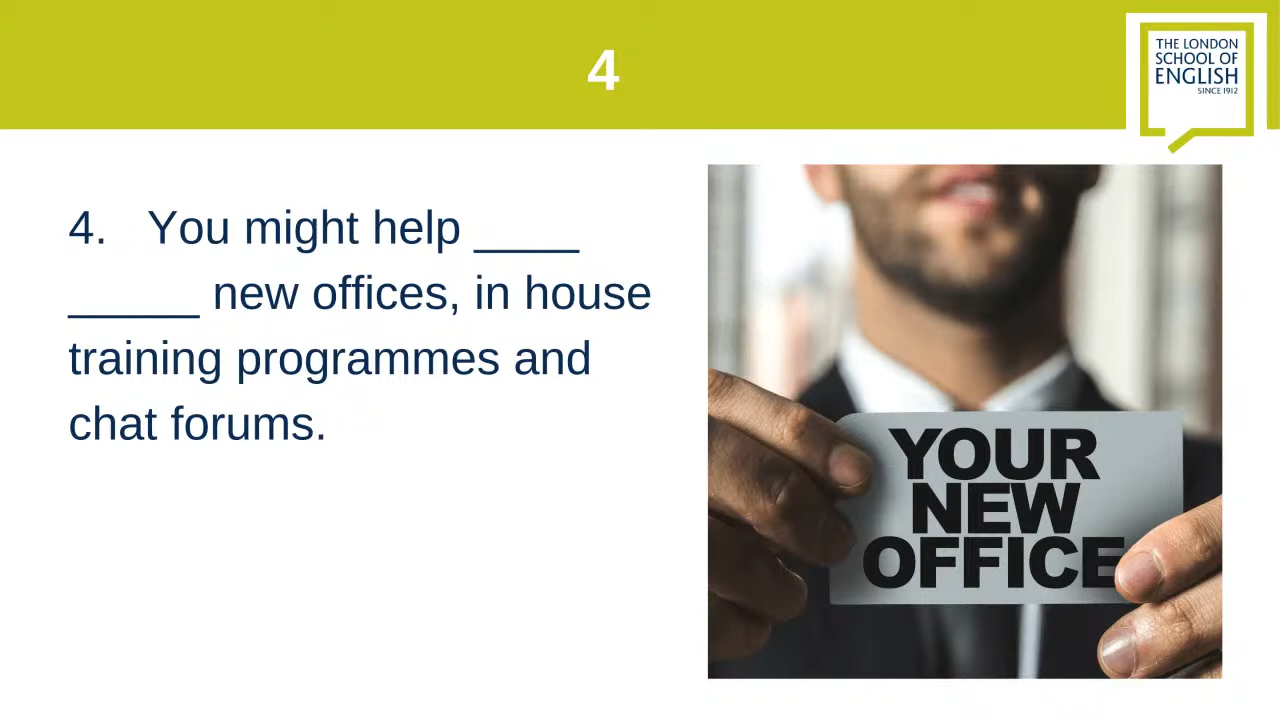 4
THE LONDON
SCHOOL OF
ENGLISH
SINCE 1912
4. You might help ____
_____ new offices, in house
training programmes and
chat forums.
YOUR
NEW
OFFICE